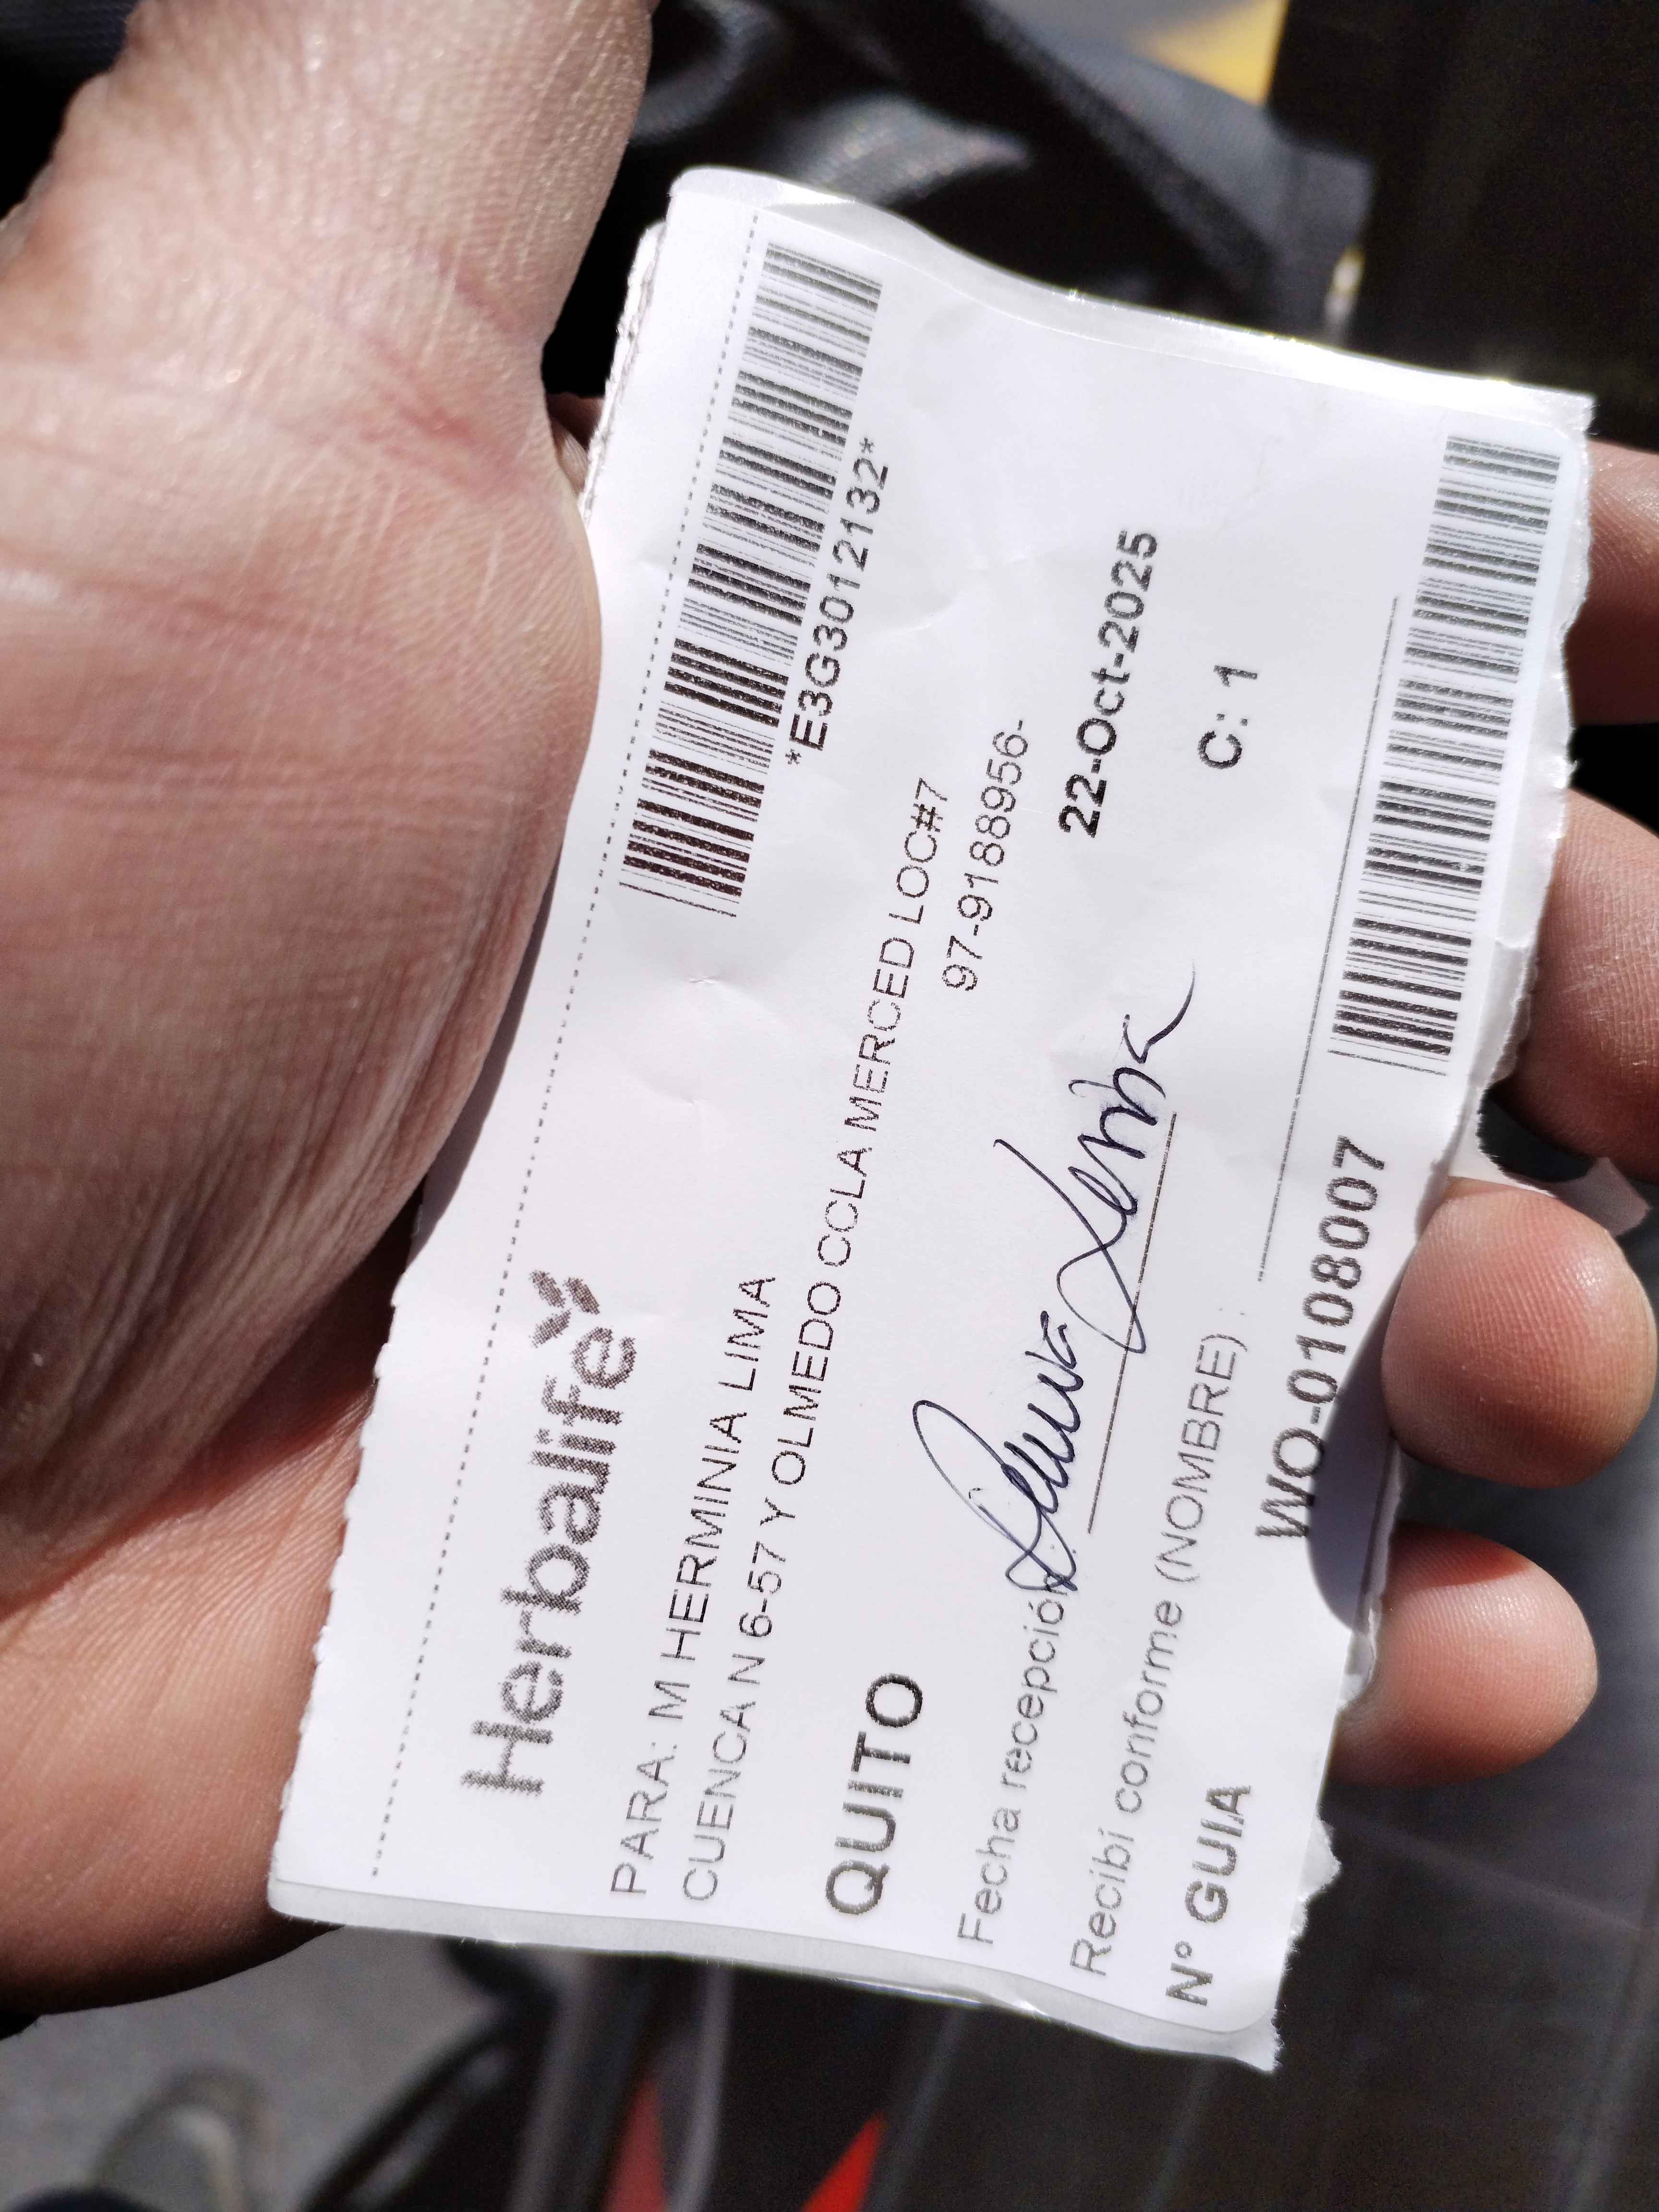 Herbalife
*E3G3012132*
PARA: M HERMINIA LIMA
CUENCA N 6-57 Y OLMEDO CCLA MERCED LOC#7
QUITO
97-9188956-
Fecha recepción
22-Oct-2025
Recibí conforme (NOMBRE)
C: 1
N° GUIA
WO-0108007